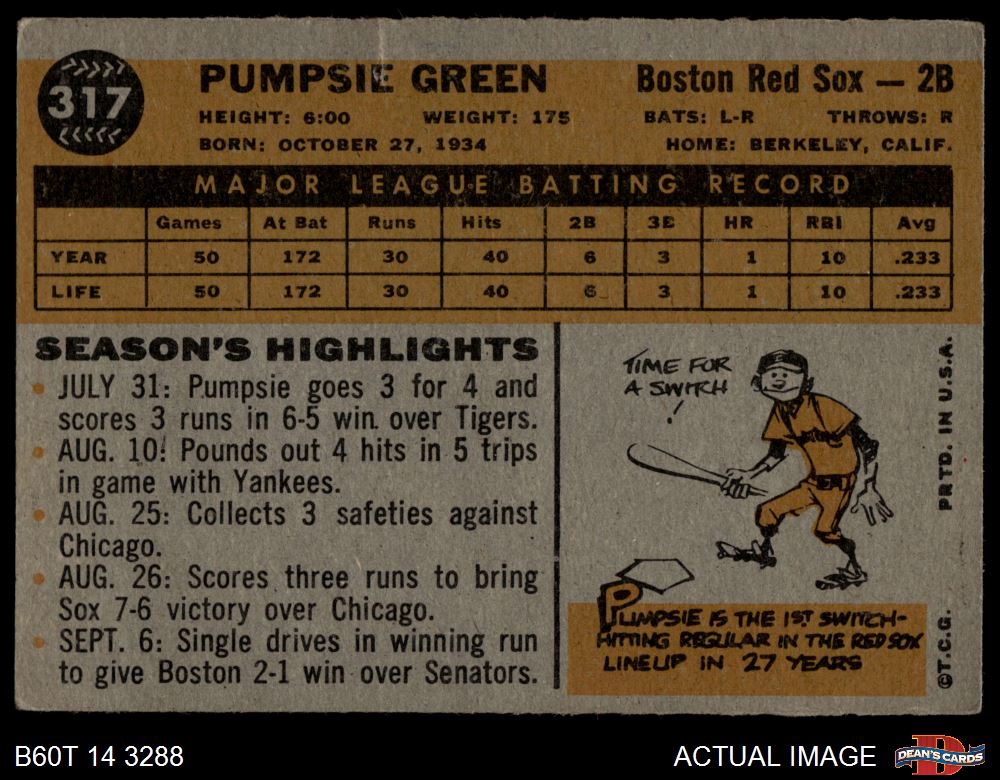 317
PUMPSIE GREEN
Boston Red Sox — 2B
HEIGHT: 6:00 WEIGHT: 175 BATS: L-R THROWS: R
BORN: OCTOBER 27, 1934 HOME: BERKELEY, CALIF.
MAJOR LEAGUE BATTING RECORD
Games At Bat Runs Hits 2B 3B HR RBI Avg
YEAR 50 172 30 40 6 3 1 10 .233
LIFE 50 172 30 40 6 3 1 10 .233
SEASON'S HIGHLIGHTS
JULY 31: Pumpsie goes 3 for 4 and
scores 3 runs in 6-5 win over Tigers.
AUG. 10: Pounds out 4 hits in 5 trips
in game with Yankees.
AUG. 25: Collects 3 safeties against
Chicago.
AUG. 26: Scores three runs to bring
Sox 7-6 victory over Chicago.
SEPT. 6: Single drives in winning run
to give Boston 2-1 win over Senators.
TIME FOR
A SWITCH
!
PUMPSIE IS THE 1ST SWITCH-
HITTING REGULAR IN THE RED SOX
LINEUP IN 27 YEARS
PRTD. IN U.S.A.
©T.C.G.
B60T 14 3288
ACTUAL IMAGE
DEAN'S CARDS